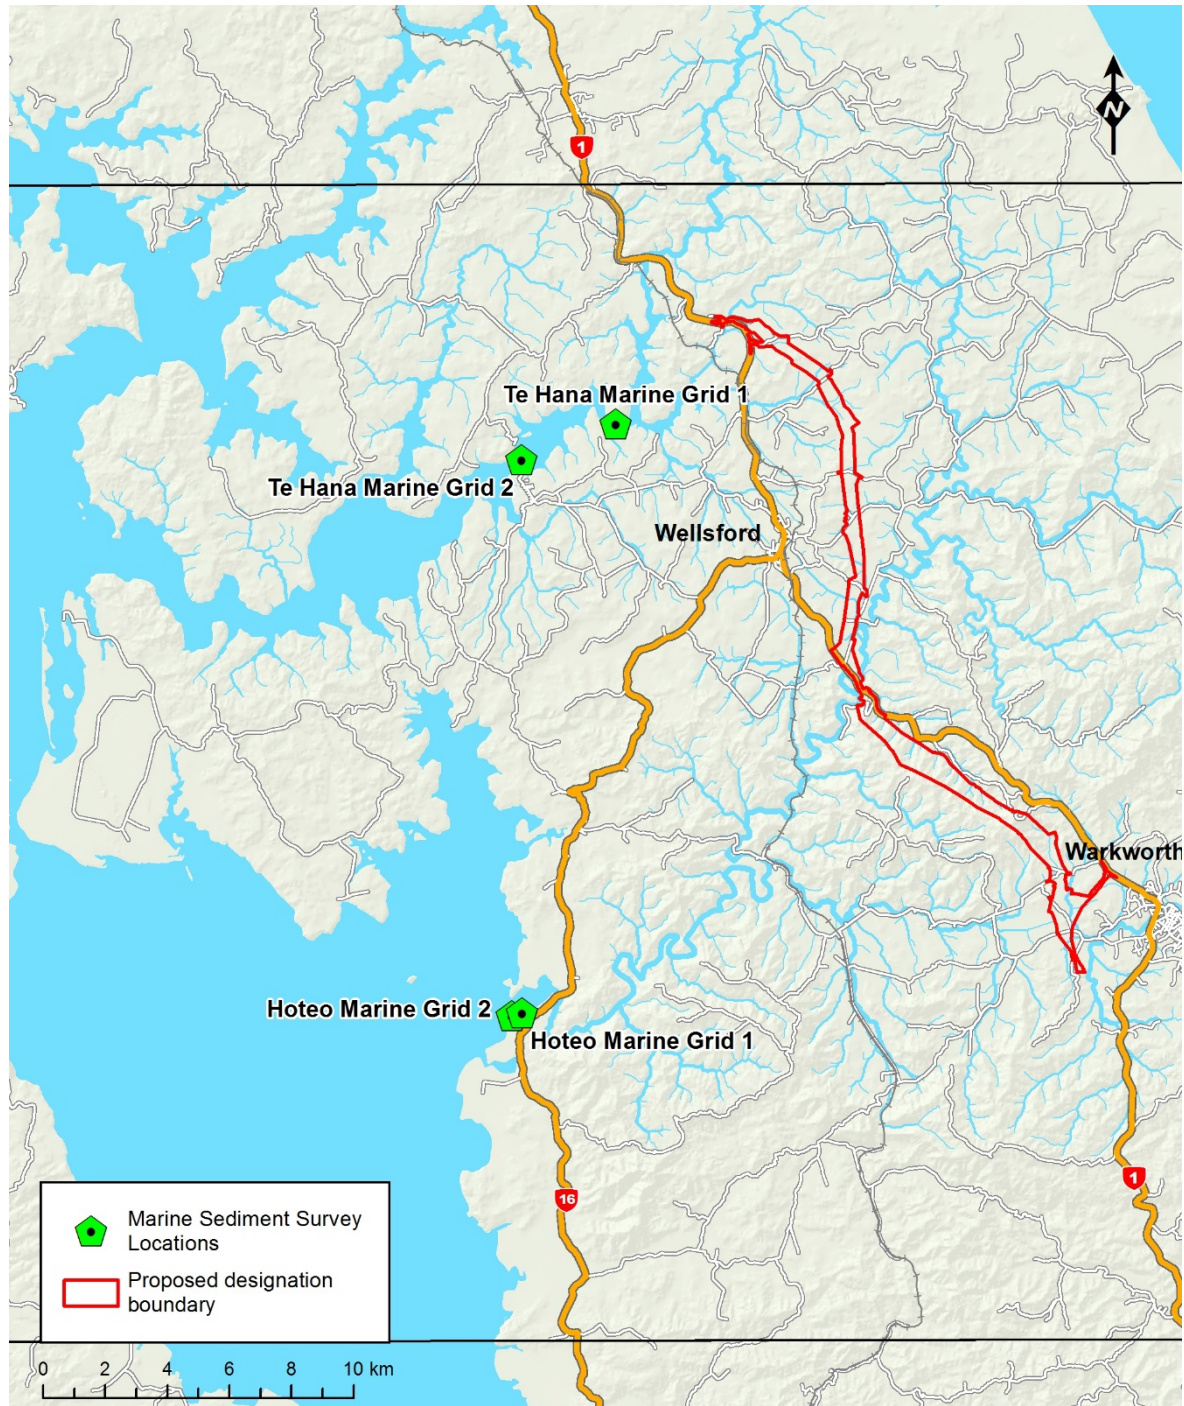 1
N
Te Hana Marine Grid 1
Te Hana Marine Grid 2
Wellsford
Warkworth
Hoteo Marine Grid 2
Hoteo Marine Grid 1
16
1
Marine Sediment Survey
Locations
Proposed designation
boundary
0 2 4 6 8 10 km